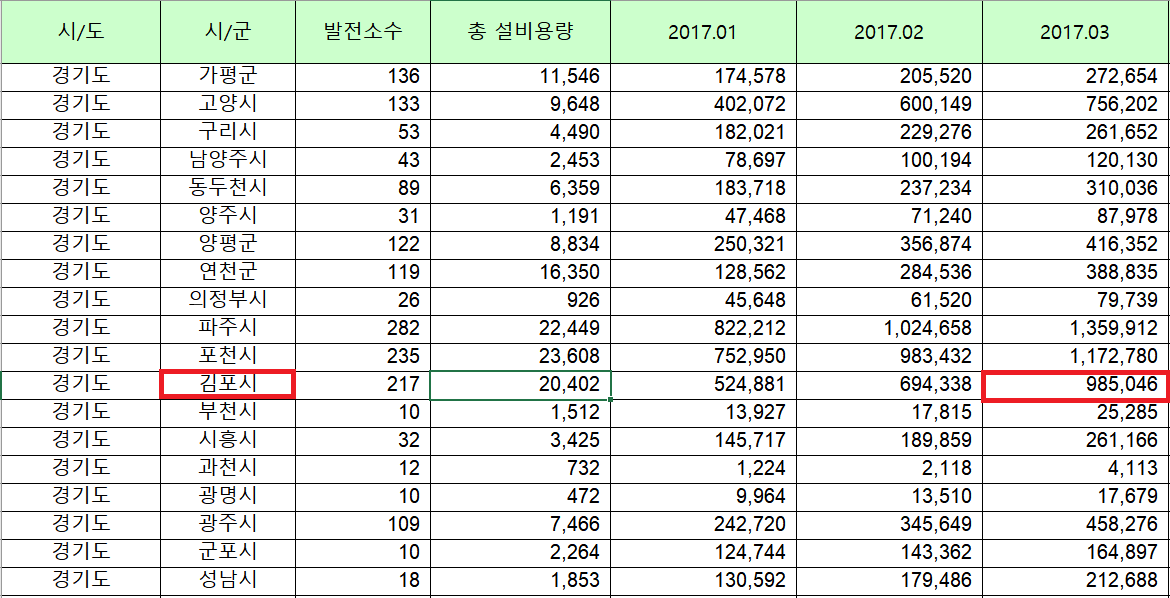 시/도 시/군 발전소수 총 설비용량 2017.01 2017.02 2017.03
경기도 가평군 136 11,546 174,578 205,520 272,654
경기도 고양시 133 9,648 402,072 600,149 756,202
경기도 구리시 53 4,490 182,021 229,276 261,652
경기도 남양주시 43 2,453 78,697 100,194 120,130
경기도 동두천시 89 6,359 183,718 237,234 310,036
경기도 양주시 31 1,191 47,468 71,240 87,978
경기도 양평군 122 8,834 250,321 356,874 416,352
경기도 연천군 119 16,350 128,562 284,536 388,835
경기도 의정부시 26 926 45,648 61,520 79,739
경기도 파주시 282 22,449 822,212 1,024,658 1,359,912
경기도 포천시 235 23,608 752,950 983,432 1,172,780
경기도 김포시 217 20,402 524,881 694,338 985,046
경기도 부천시 10 1,512 13,927 17,815 25,285
경기도 시흥시 32 3,425 145,717 189,859 261,166
경기도 과천시 12 732 1,224 2,118 4,113
경기도 광명시 10 472 9,964 13,510 17,679
경기도 광주시 109 7,466 242,720 345,649 458,276
경기도 군포시 10 2,264 124,744 143,362 164,897
경기도 성남시 18 1,853 130,592 179,486 212,688